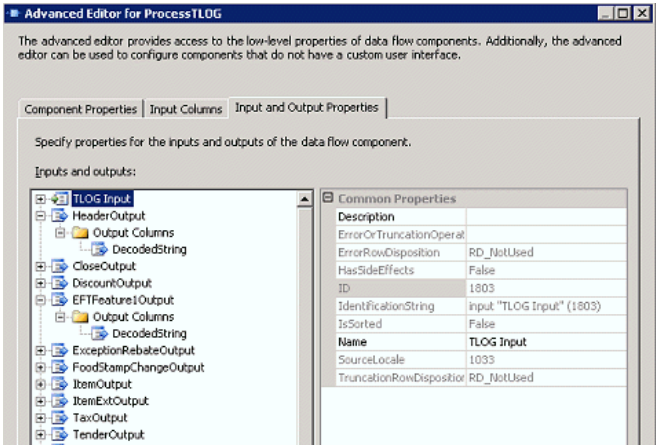 Advanced Editor for ProcessTLOG
The advanced editor provides access to the low-level properties of data flow components. Additionally, the advanced
editor can be used to configure components that do not have a custom user interface.
Component Properties
Input Columns
Input and Output Properties
Specify properties for the inputs and outputs of the data flow component.
Inputs and outputs:
TLOG Input
HeaderOutput
Output Columns
DecodedString
CloseOutput
DiscountOutput
EFTFeature1Output
Output Columns
DecodedString
ExceptionRebateOutput
FoodStampChangeOutput
ItemOutput
ItemExtOutput
TaxOutput
TenderOutput
Common Properties
Description
ErrorOrTruncationOperat
ErrorRowDisposition RD_NotUsed
HasSideEffects False
ID 1803
IdentificationString input "TLOG Input" (1803)
IsSorted False
Name TLOG Input
SourceLocale 1033
TruncationRowDisposition RD_NotUsed